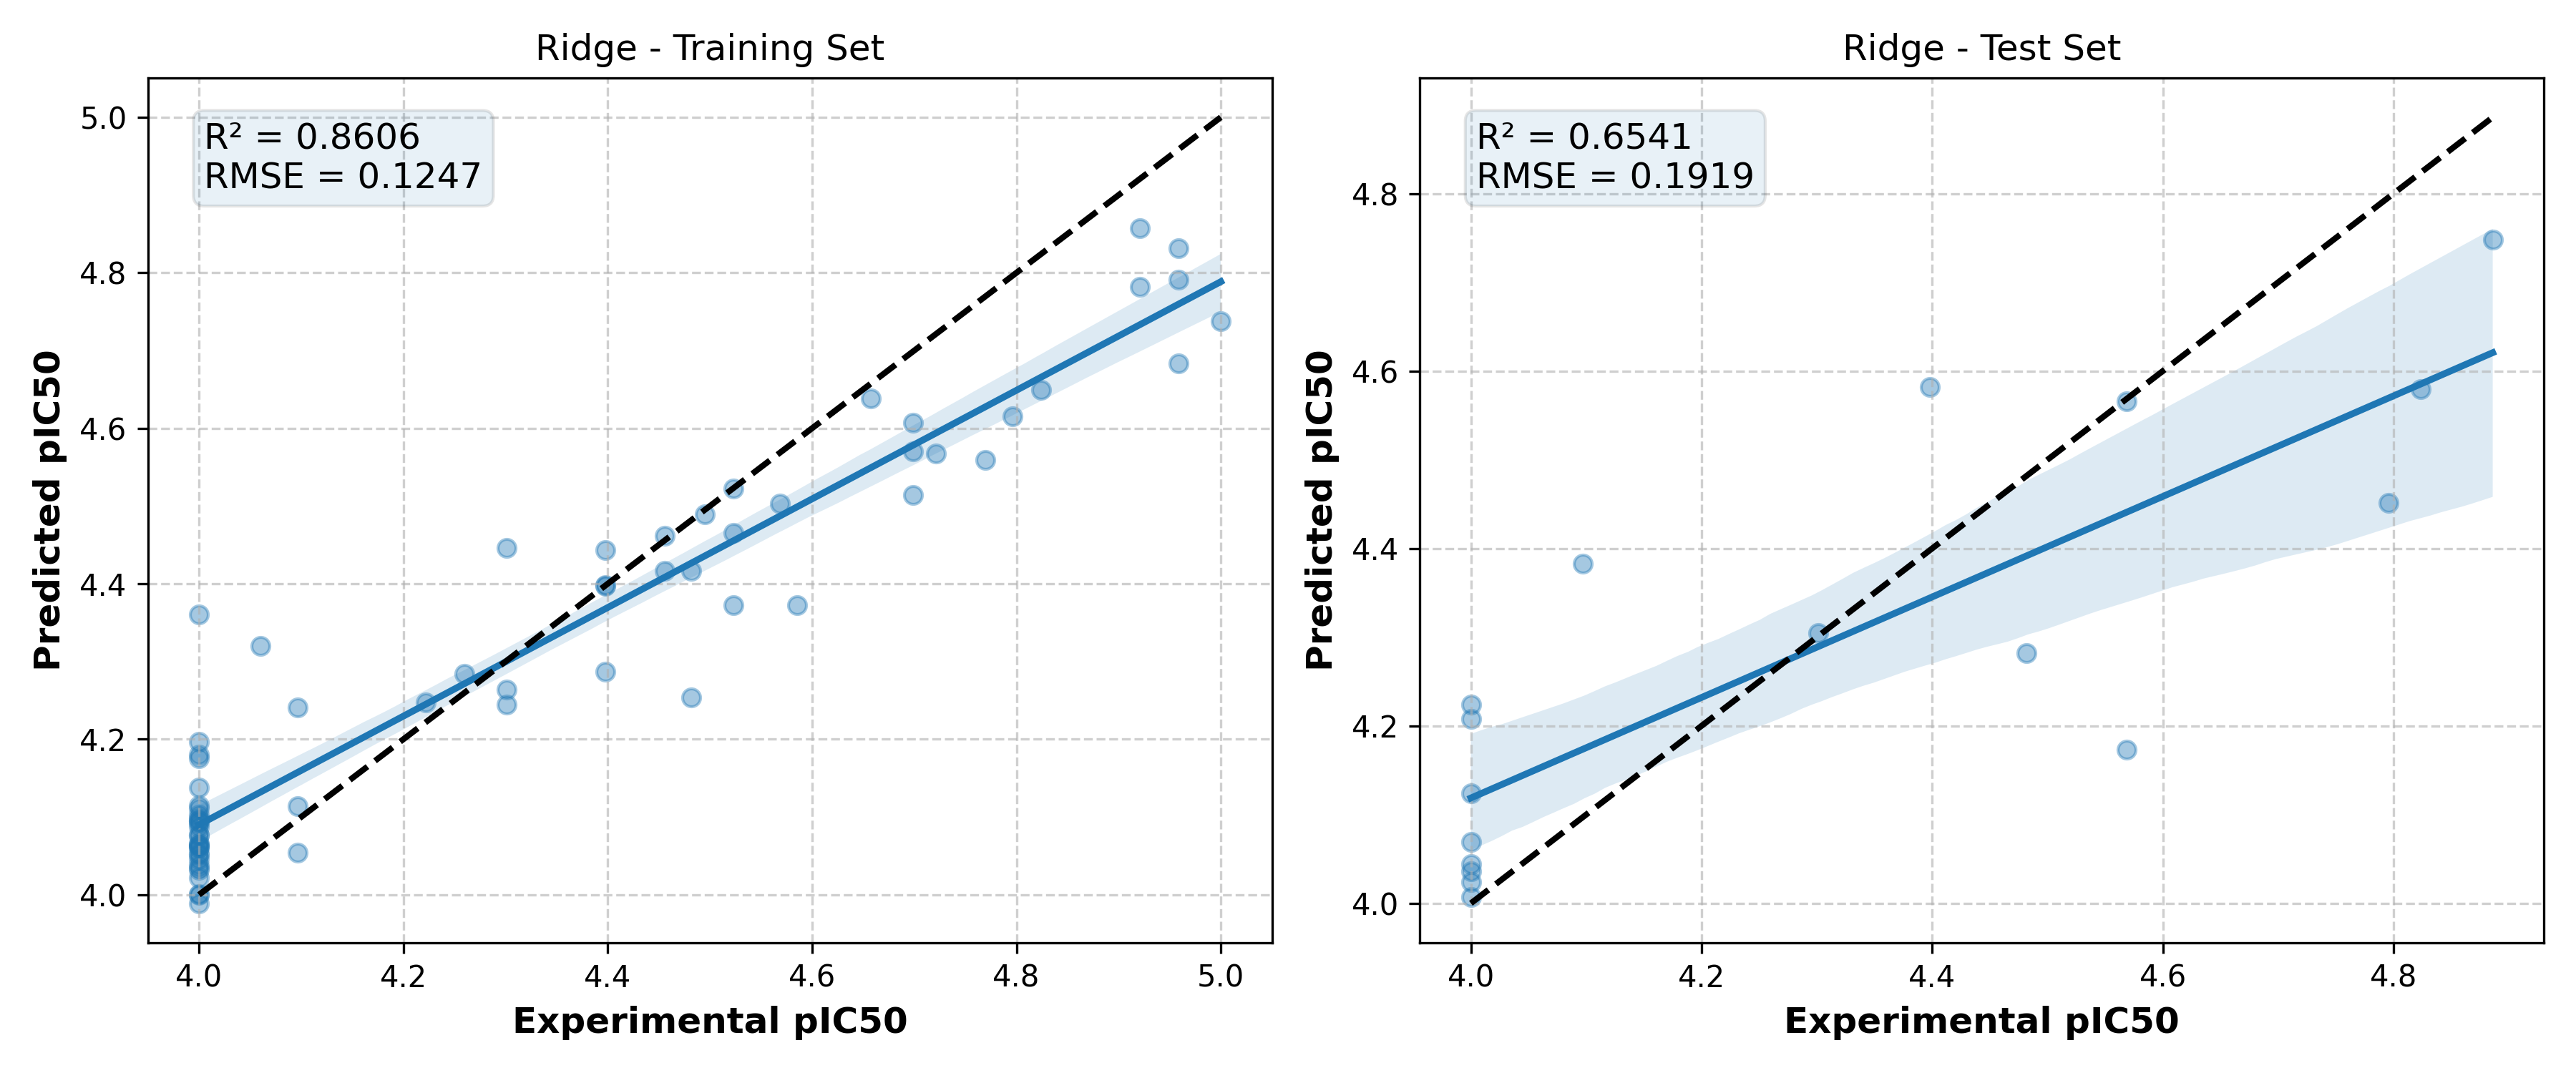 Ridge - Training Set
R² = 0.8606
RMSE = 0.1247
Predicted pIC50
5.0
4.8
4.6
4.4
4.2
4.0
4.0 4.2 4.4 4.6 4.8 5.0
Experimental pIC50
Ridge - Test Set
R² = 0.6541
RMSE = 0.1919
Predicted pIC50
4.8
4.6
4.4
4.2
4.0
4.0 4.2 4.4 4.6 4.8
Experimental pIC50